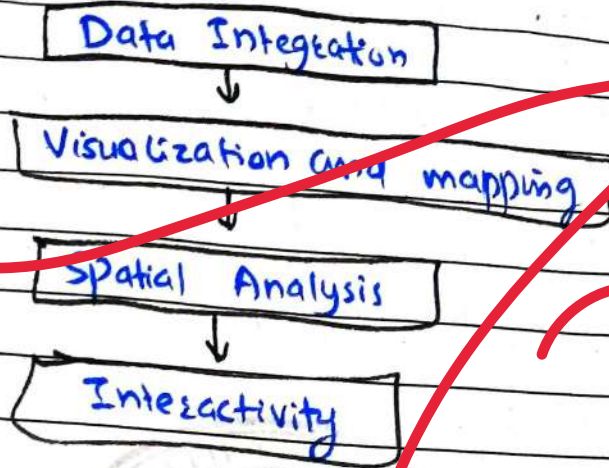 Data Integration
Visualization and mapping
Spatial Analysis
Interactivity